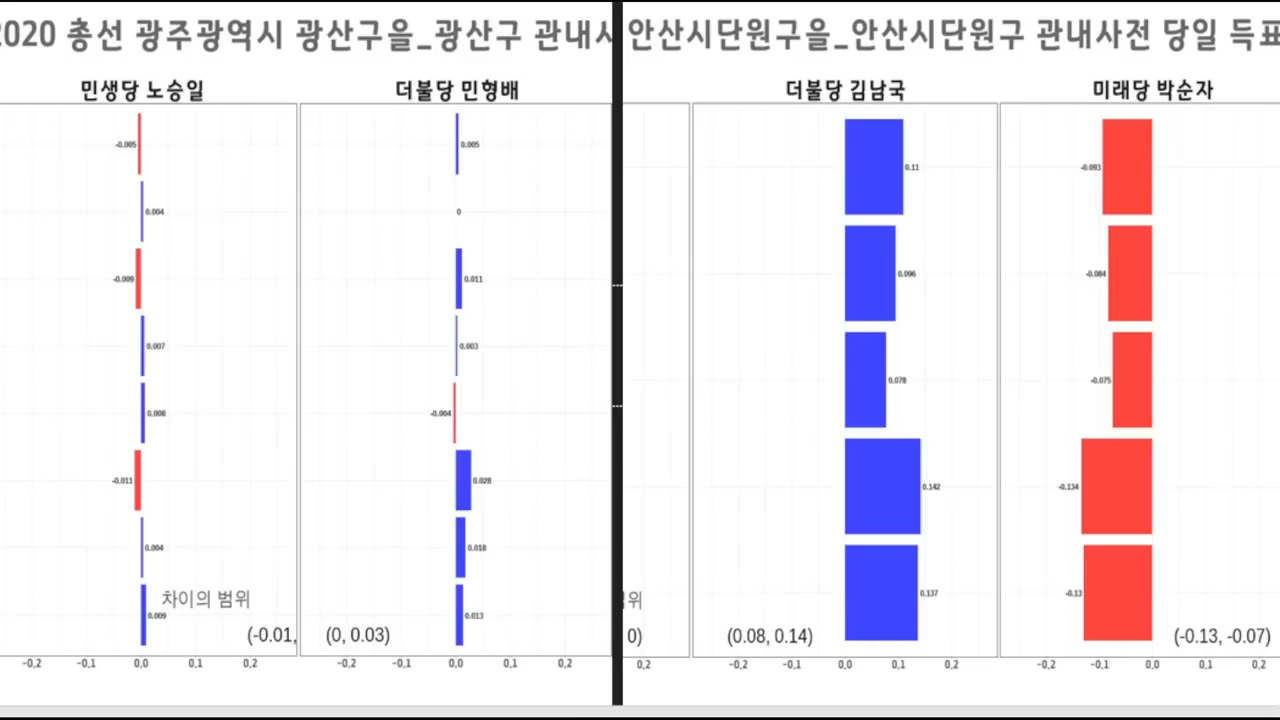 2020 총선 광주광역시 광산구을_광산구 관내사
민생당 노승일
더불당 민형배
-0.005
0.004
-0.009
0.007
0.008
-0.011
0.004
0.009
차이의 범위
(-0.01,
-0,2 -0,1 0,0 0,1 0,2
0.005
0
0.011
0.003
-0.004
0.028
0.018
0.013
(0, 0.03)
-0,2 -0,1 0,0 0,1 0,2
안산시단원구을_안산시단원구 관내사전 당일 득표
더불당 김남국
미래당 박순자
위
0)
0,2
0.11
0.096
0.078
0.142
0.137
(0.08, 0.14)
-0,2 -0,1 0,0 0,1 0,2
-0.093
-0.084
-0.075
-0.134
-0.13
(-0.13, -0.07)
-0,2 -0,1 0,0 0,1 0,2